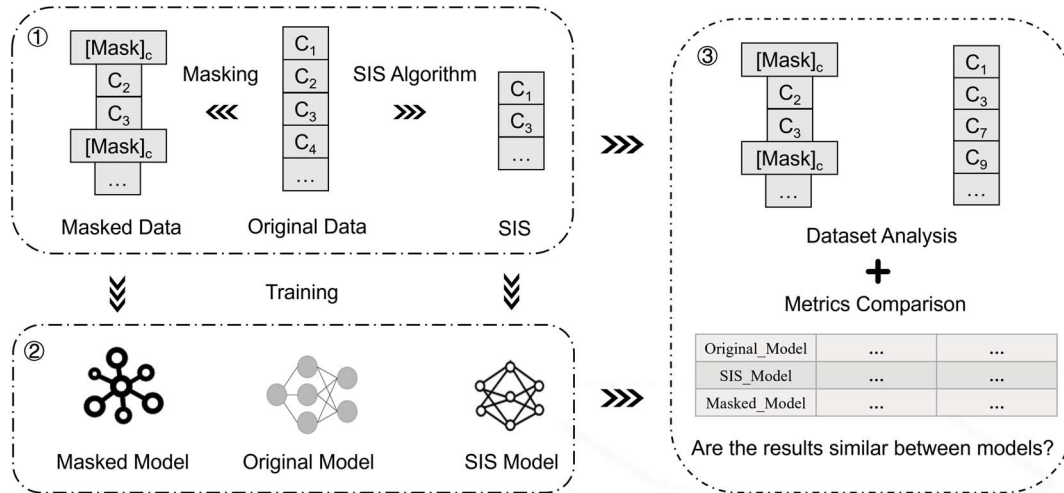 ①
[Mask]c
C2
C3
[Mask]c
...
Masked Data
Masking
C1
C2
C3
C4
...
Original Data
SIS Algorithm
C1
C3
...
SIS
Training
②
Masked Model
Original Model
SIS Model
③
[Mask]c
C2
C3
[Mask]c
...
C1
C3
C7
C9
...
Dataset Analysis
+
Metrics Comparison
Original_Model ... ...
SIS_Model ... ...
Masked_Model ... ...
Are the results similar between models?